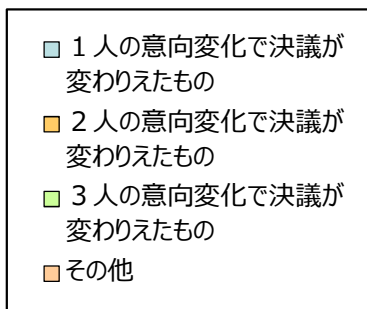 １人の意向変化で決議が
変わりえたもの
２人の意向変化で決議が
変わりえたもの
３人の意向変化で決議が
変わりえたもの
その他